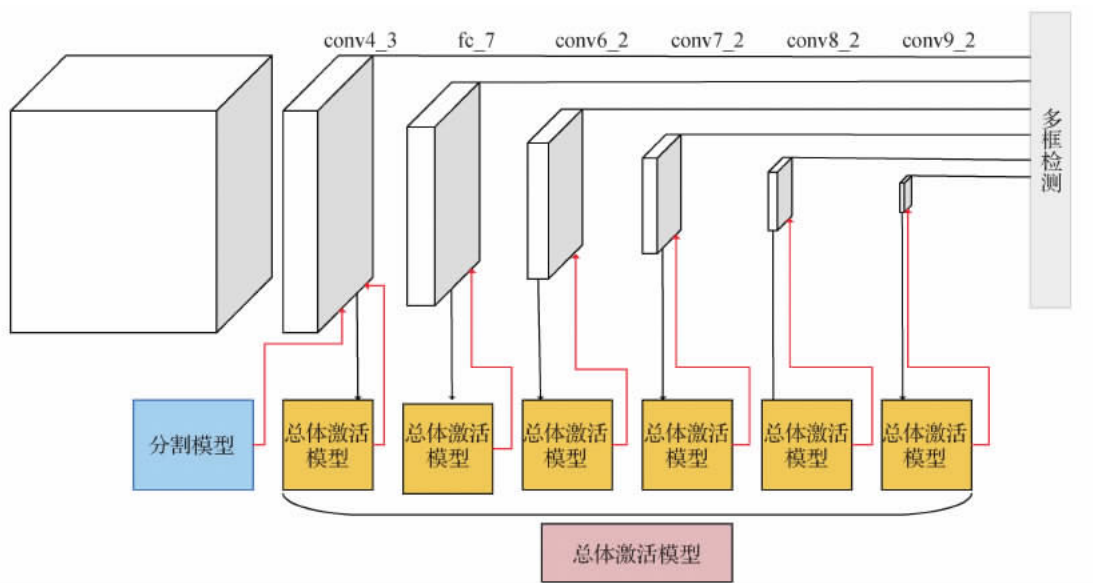 conv4_3 fc_7 conv6_2 conv7_2 conv8_2 conv9_2
多框检测
分割模型
总体激活
模型
总体激活
模型
总体激活
模型
总体激活
模型
总体激活
模型
总体激活
模型
总体激活模型